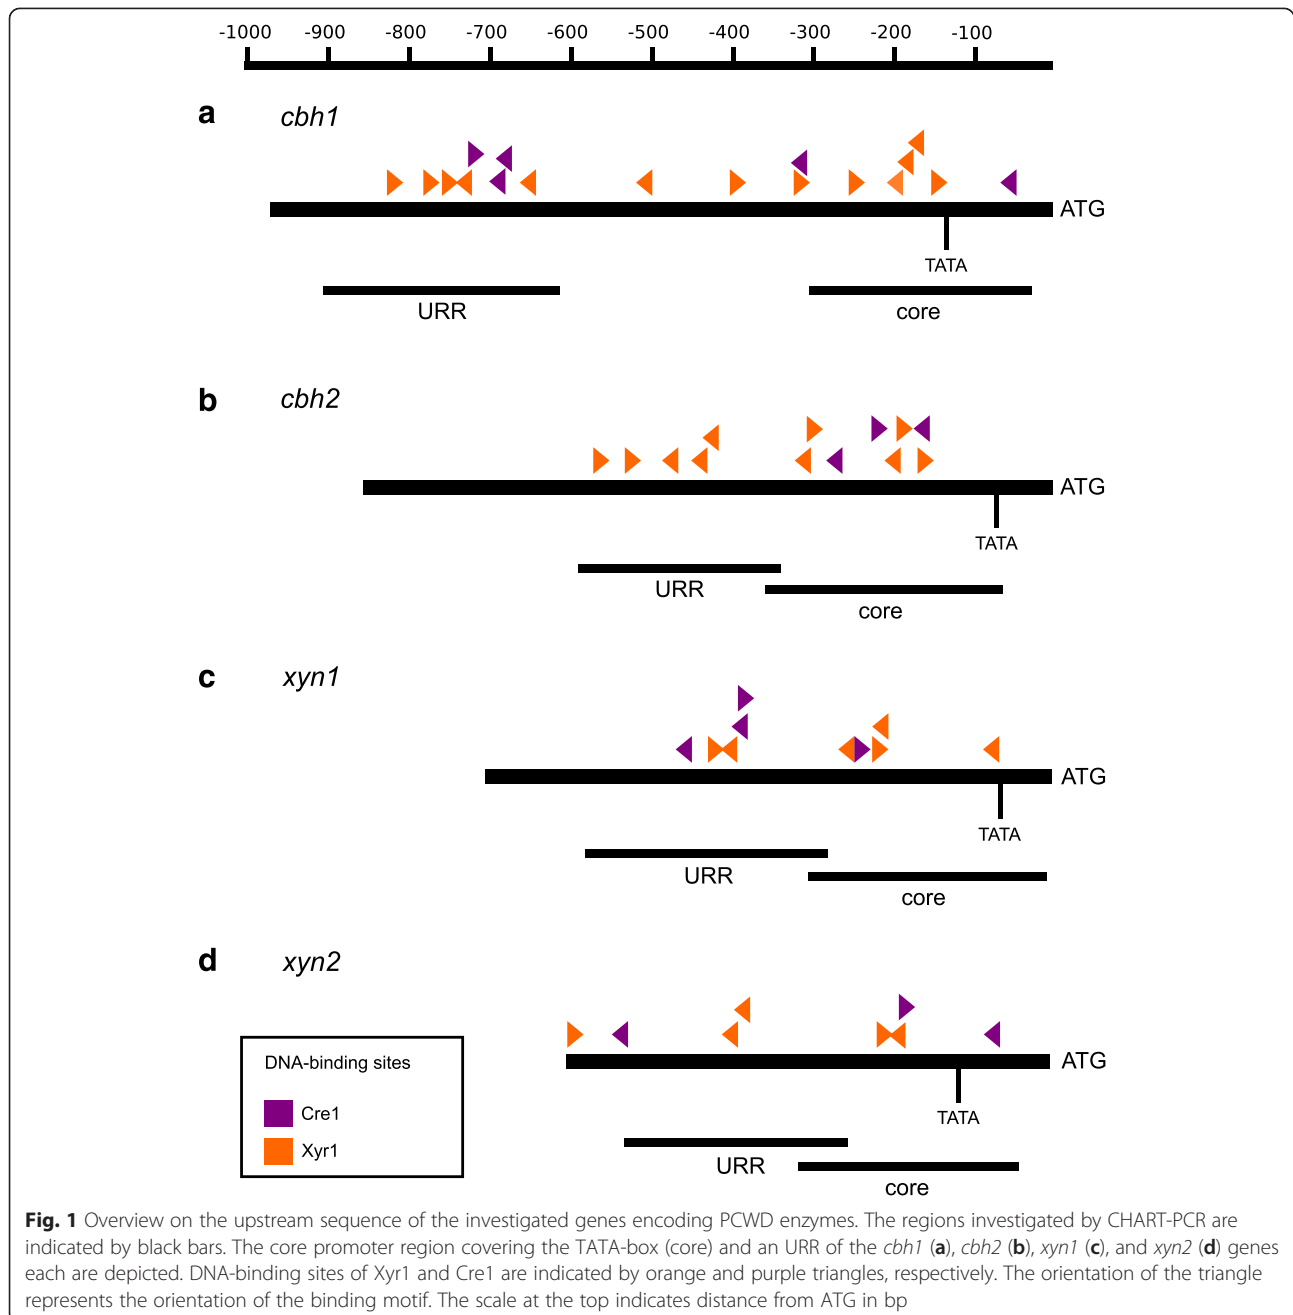 -1000 -900 -800 -700 -600 -500 -400 -300 -200 -100
a cbh1
ATG
TATA
URR core
b cbh2
ATG
TATA
URR
core
c xyn1
ATG
TATA
URR
core
d xyn2
DNA-binding sites
ATG
Cre1
TATA
Xyr1
URR
core
Fig. 1 Overview on the upstream sequence of the investigated genes encoding PCWD enzymes. The regions investigated by CHART-PCR are
indicated by black bars. The core promoter region covering the TATA-box (core) and an URR of the cbh1 (a), cbh2 (b), xyn1 (c), and xyn2 (d) genes
each are depicted. DNA-binding sites of Xyr1 and Cre1 are indicated by orange and purple triangles, respectively. The orientation of the triangle
represents the orientation of the binding motif. The scale at the top indicates distance from ATG in bp